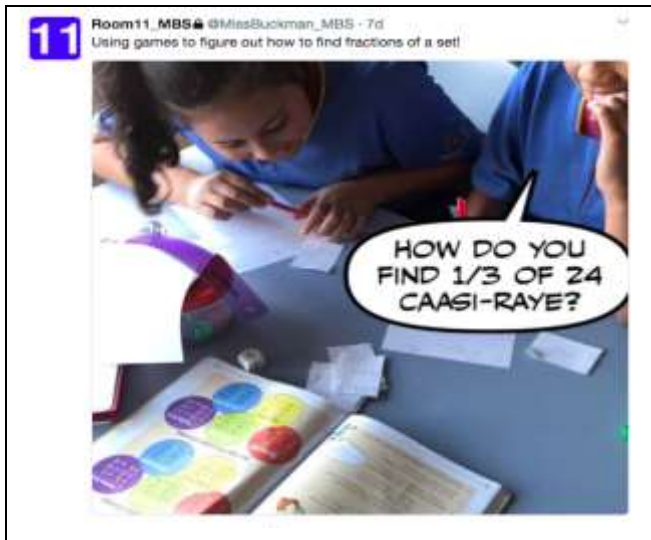 11
Room11_MBS @MissBuckman_MBS · 7d
Using games to figure out how to find fractions of a set!
HOW DO YOU
FIND 1/3 OF 24
CAASI-RAYE?